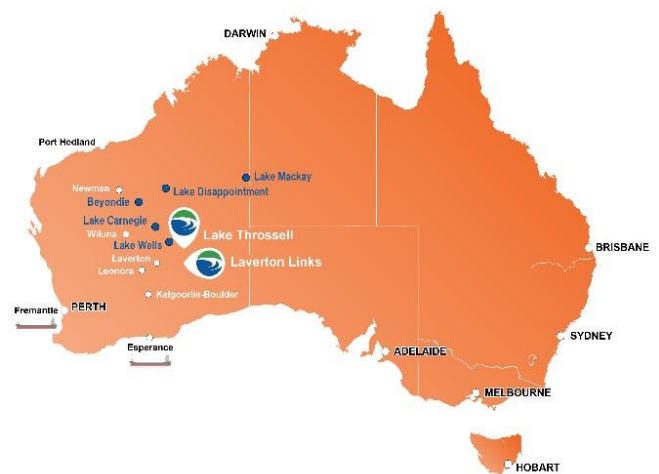 DARWIN
Port Hedland
Lake Mackay
Newman
Lake Disappointment
Beyondie
Lake Carnegie
Wiluna
Lake Throssell
Lake Wells
BRISBANE
Laverton
Laverton Links
Leonora
Kalgoorlie-Boulder
Fremantle
PERTH
SYDNEY
Esperance
ADELAIDE
MELBOURNE
HOBART